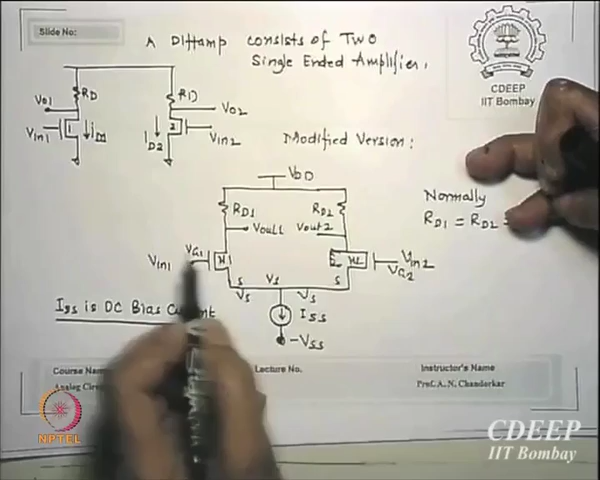 Slide No:
A Diffamp consists of Two
Single Ended Amplifier.
CDEEP
IIT Bombay
RD
RD
VO1
VO2
VIN1
1
ID1
ID2
2
VIN2
Modified Version:
VDD
Normally
RD1 = RD2 =
RD1
RD2
Vout1
Vout2
VG1
VIN1
M1
M2
VIN2
VG2
S
VS
S
VS
VS
ISS is DC Bias Current
ISS
-VSS
Course Name
Lecture No.
Instructor's Name
Analog Circ
Prof. A. N. Chandorkar
NPTEL
CDEEP
IIT Bombay